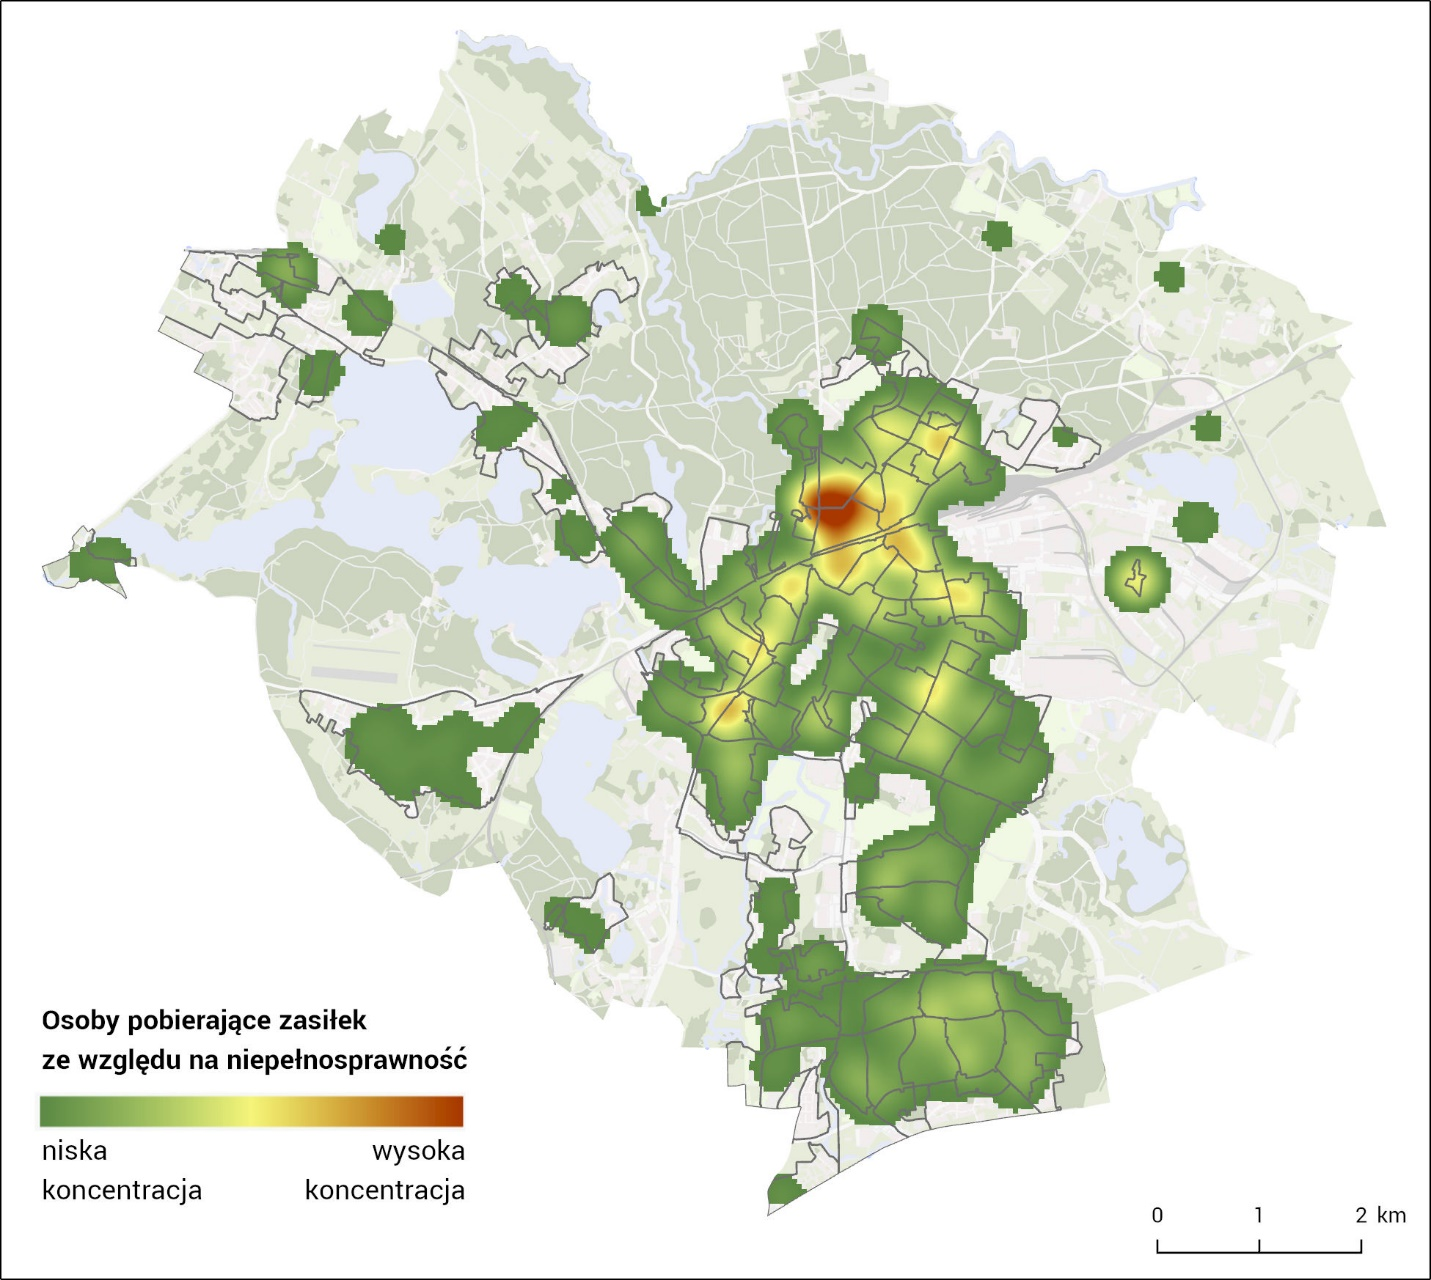 Osoby pobierające zasiłek
ze względu na niepełnosprawność
niska koncentracja
wysoka koncentracja
0 1 2 km